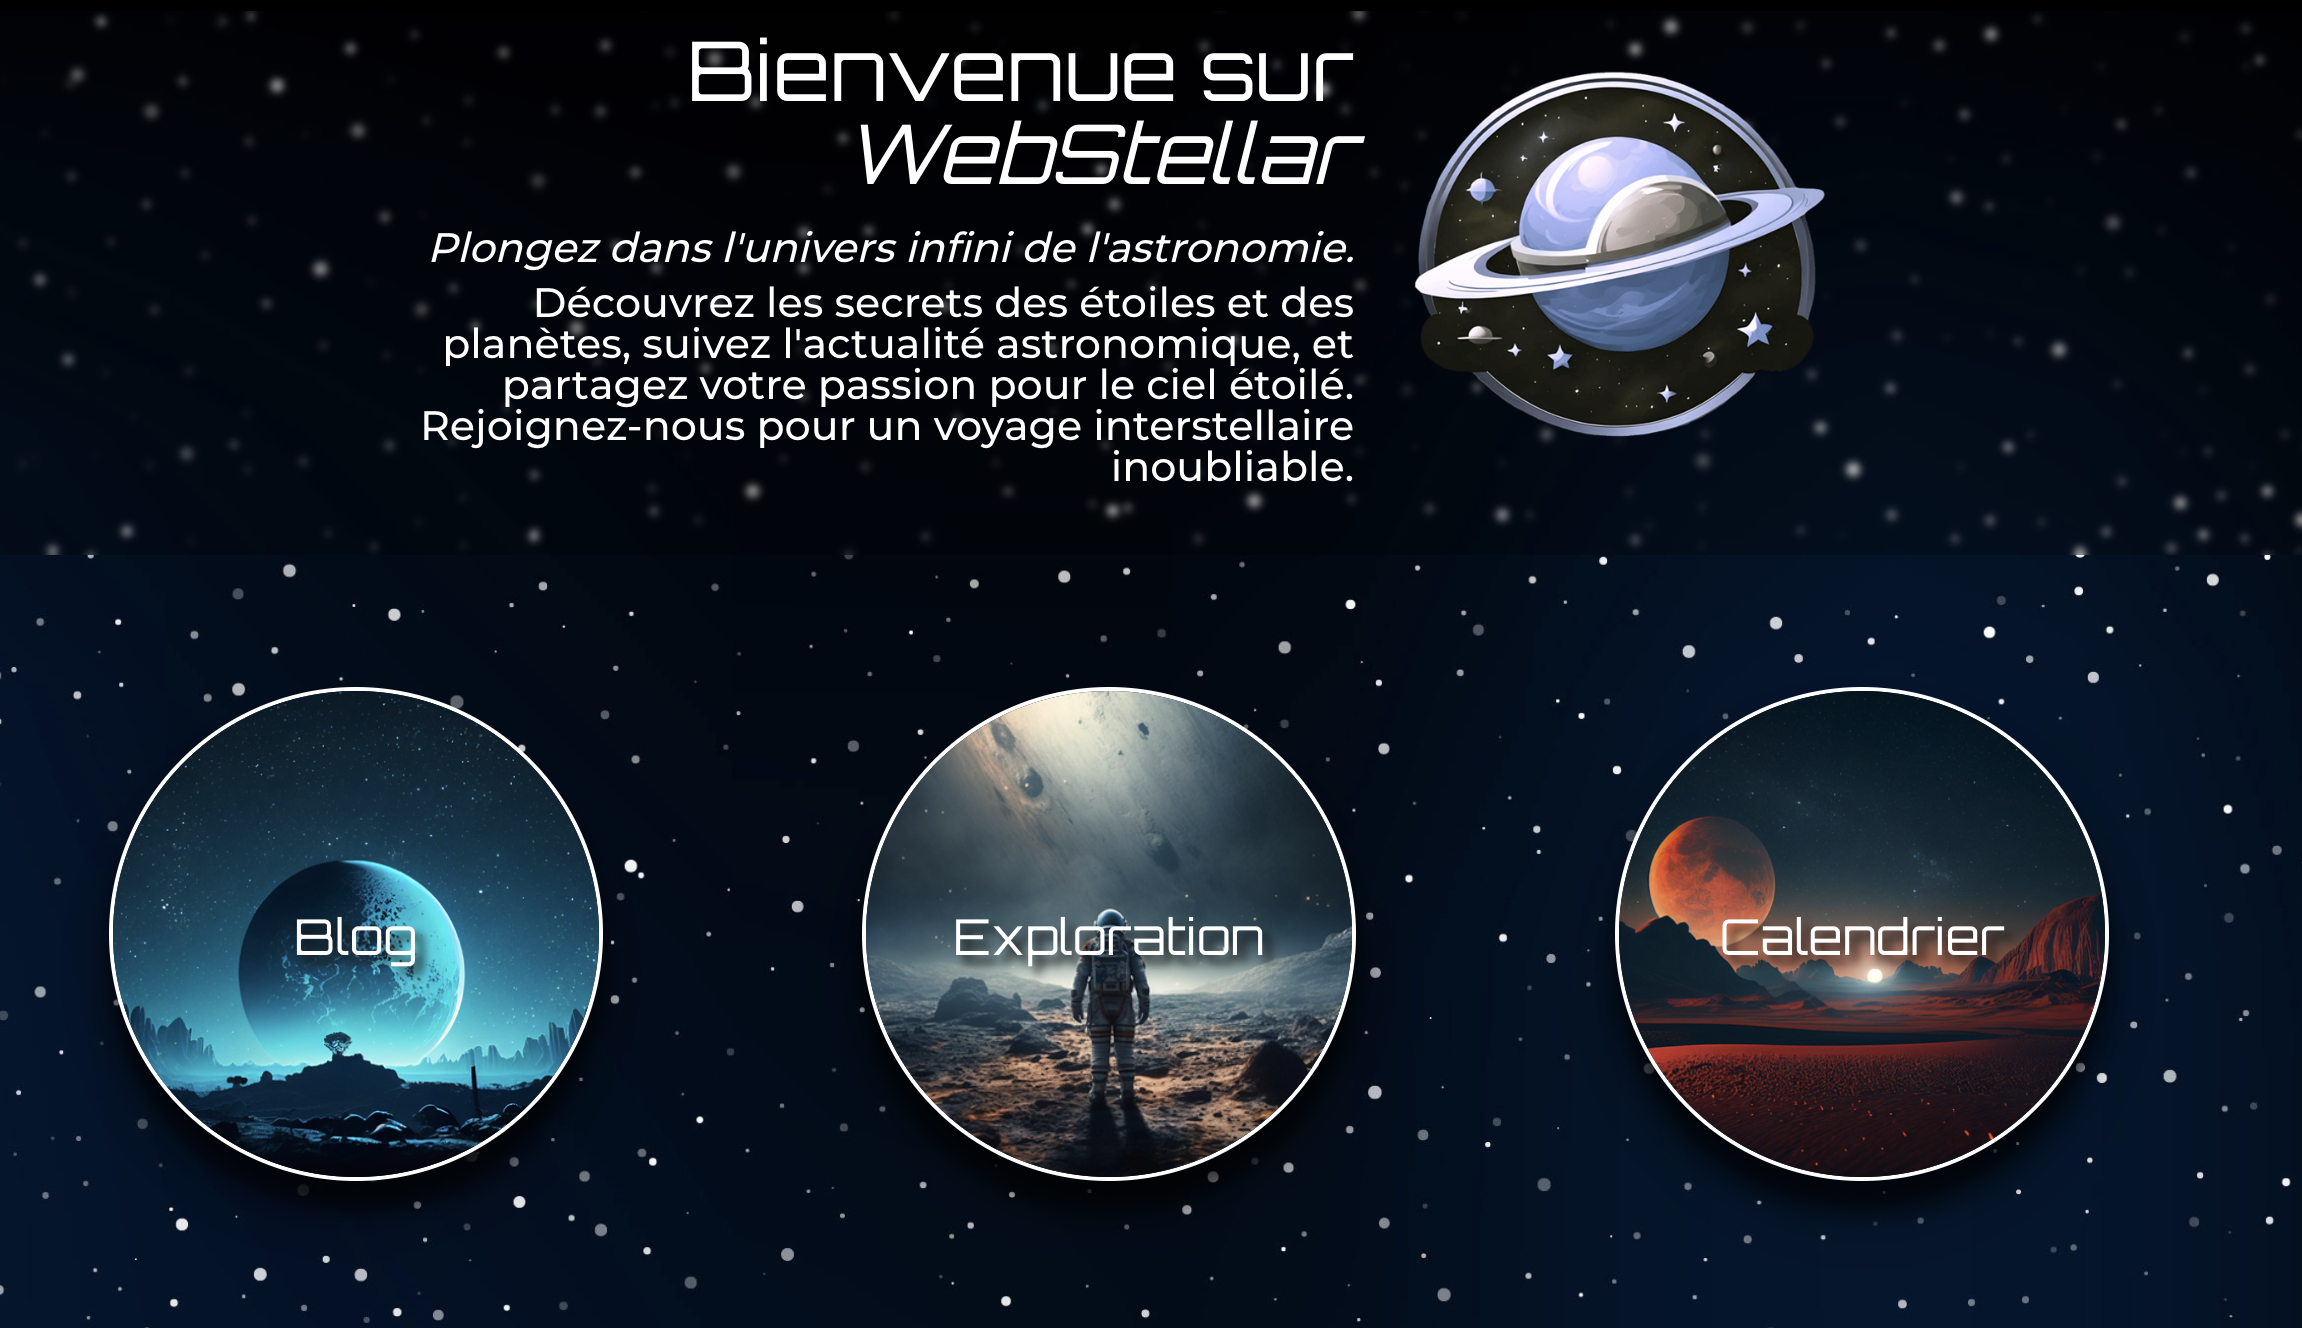 Bienvenue sur
WebStellar
Plongez dans l'univers infini de l'astronomie.
Découvrez les secrets des étoiles et des
planètes, suivez l'actualité astronomique, et
partagez votre passion pour le ciel étoilé.
Rejoignez-nous pour un voyage interstellaire
inoubliable.
Blog
Exploration
Calendrier